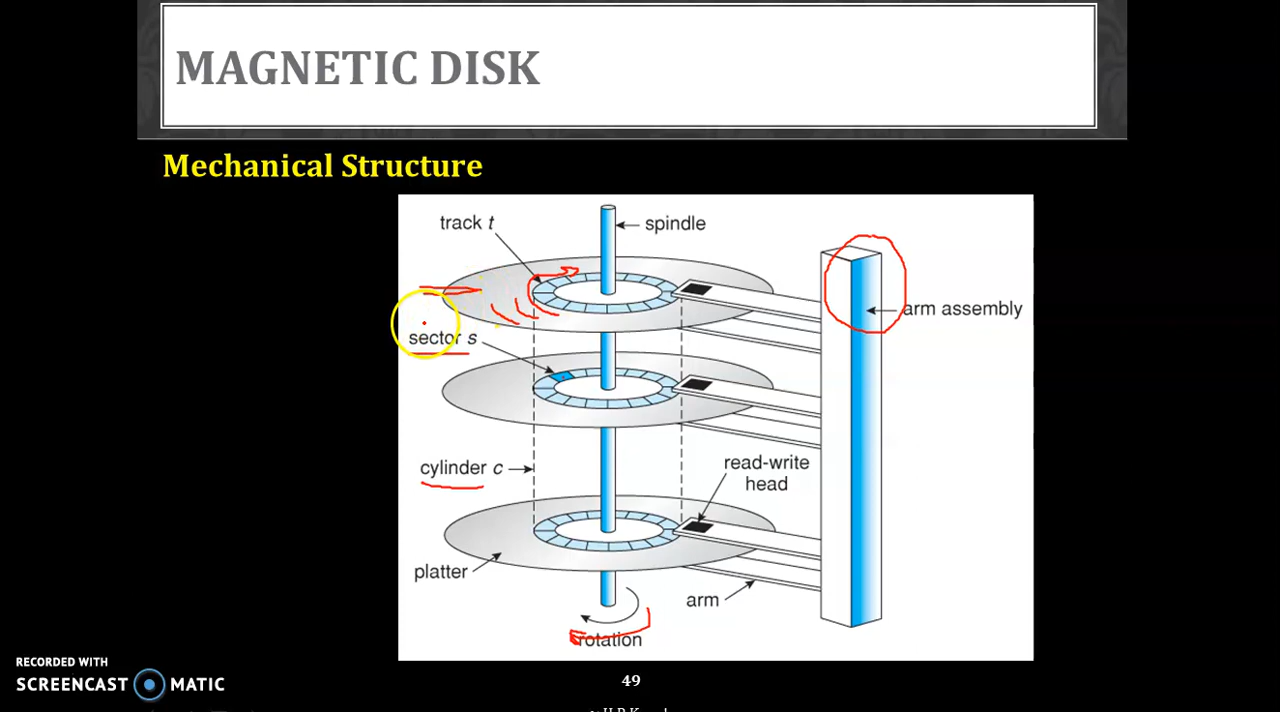 MAGNETIC DISK
Mechanical Structure
track t
spindle
arm assembly
sector s
cylinder c
read-write
head
platter
arm
rotation
RECORDED WITH
SCREENCAST MATIC
49